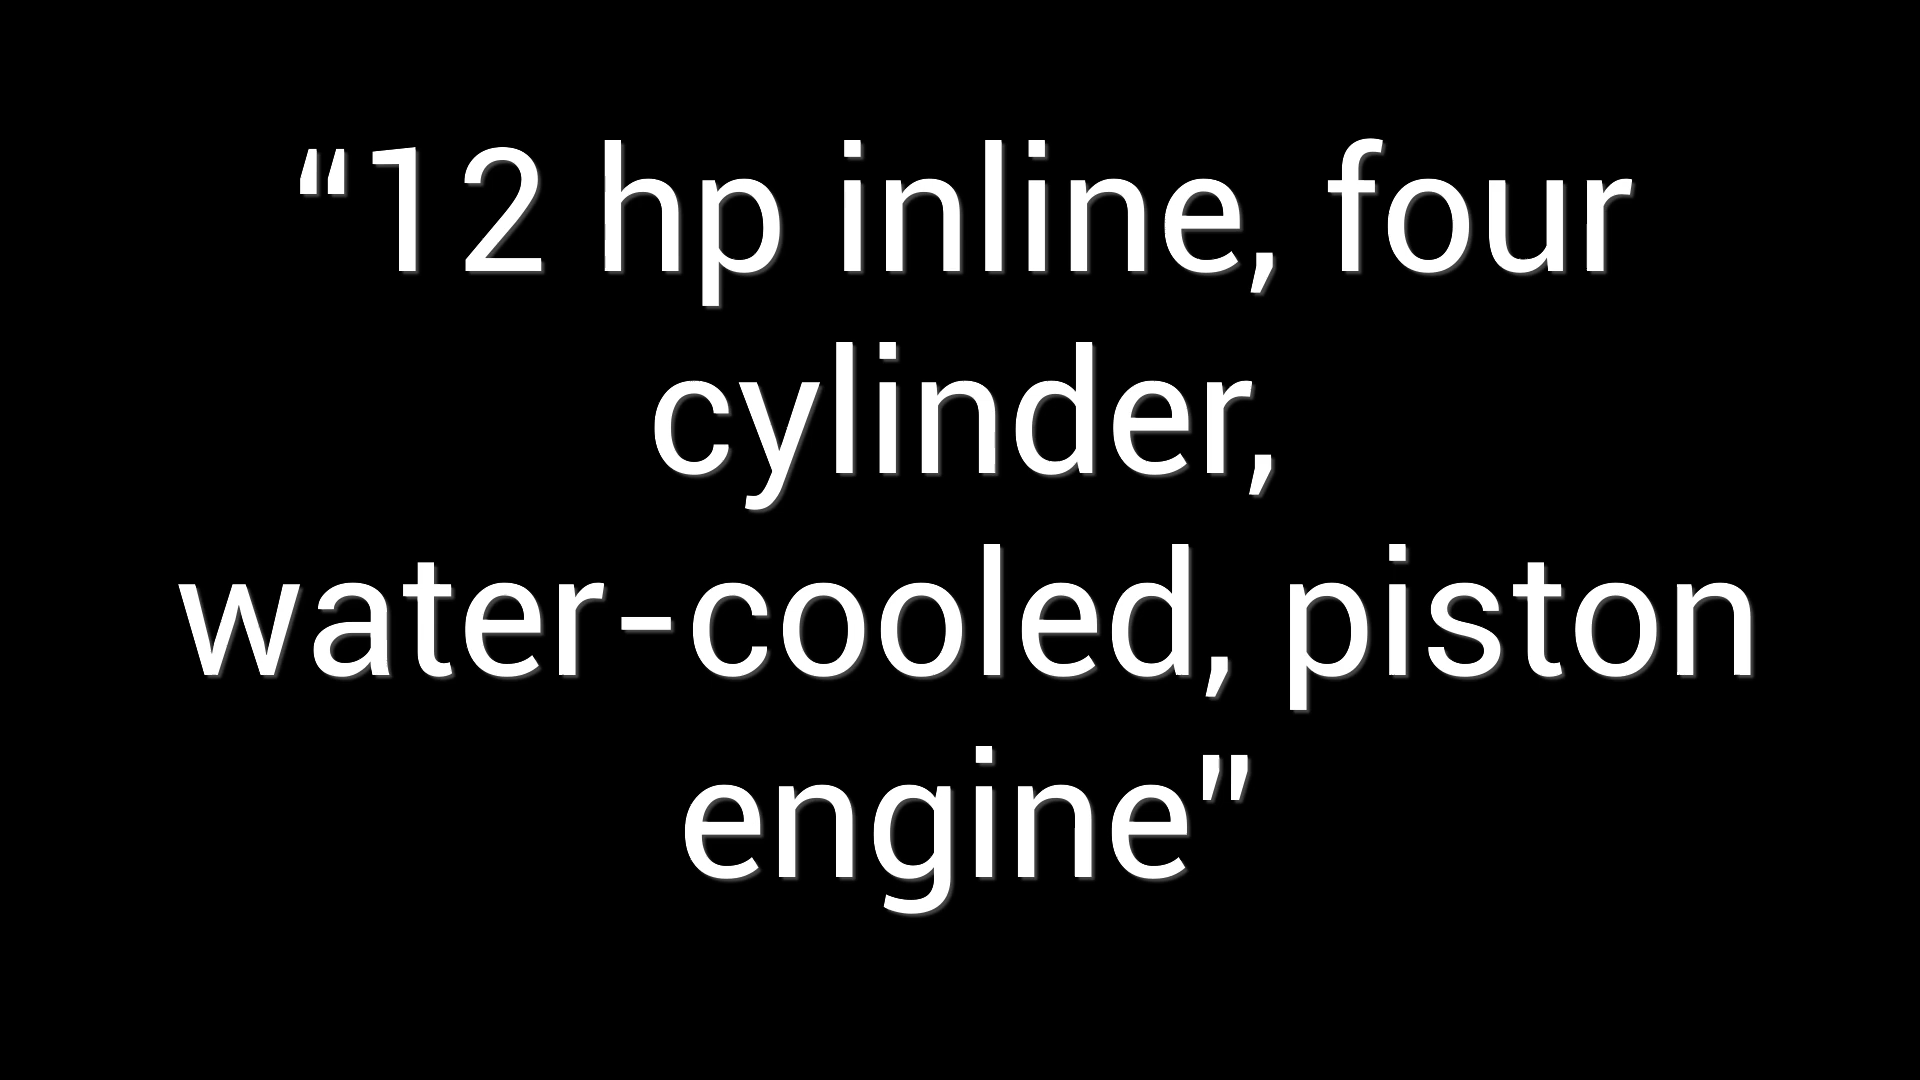 “12 hp inline, four
cylinder,
water-cooled, piston
engine”